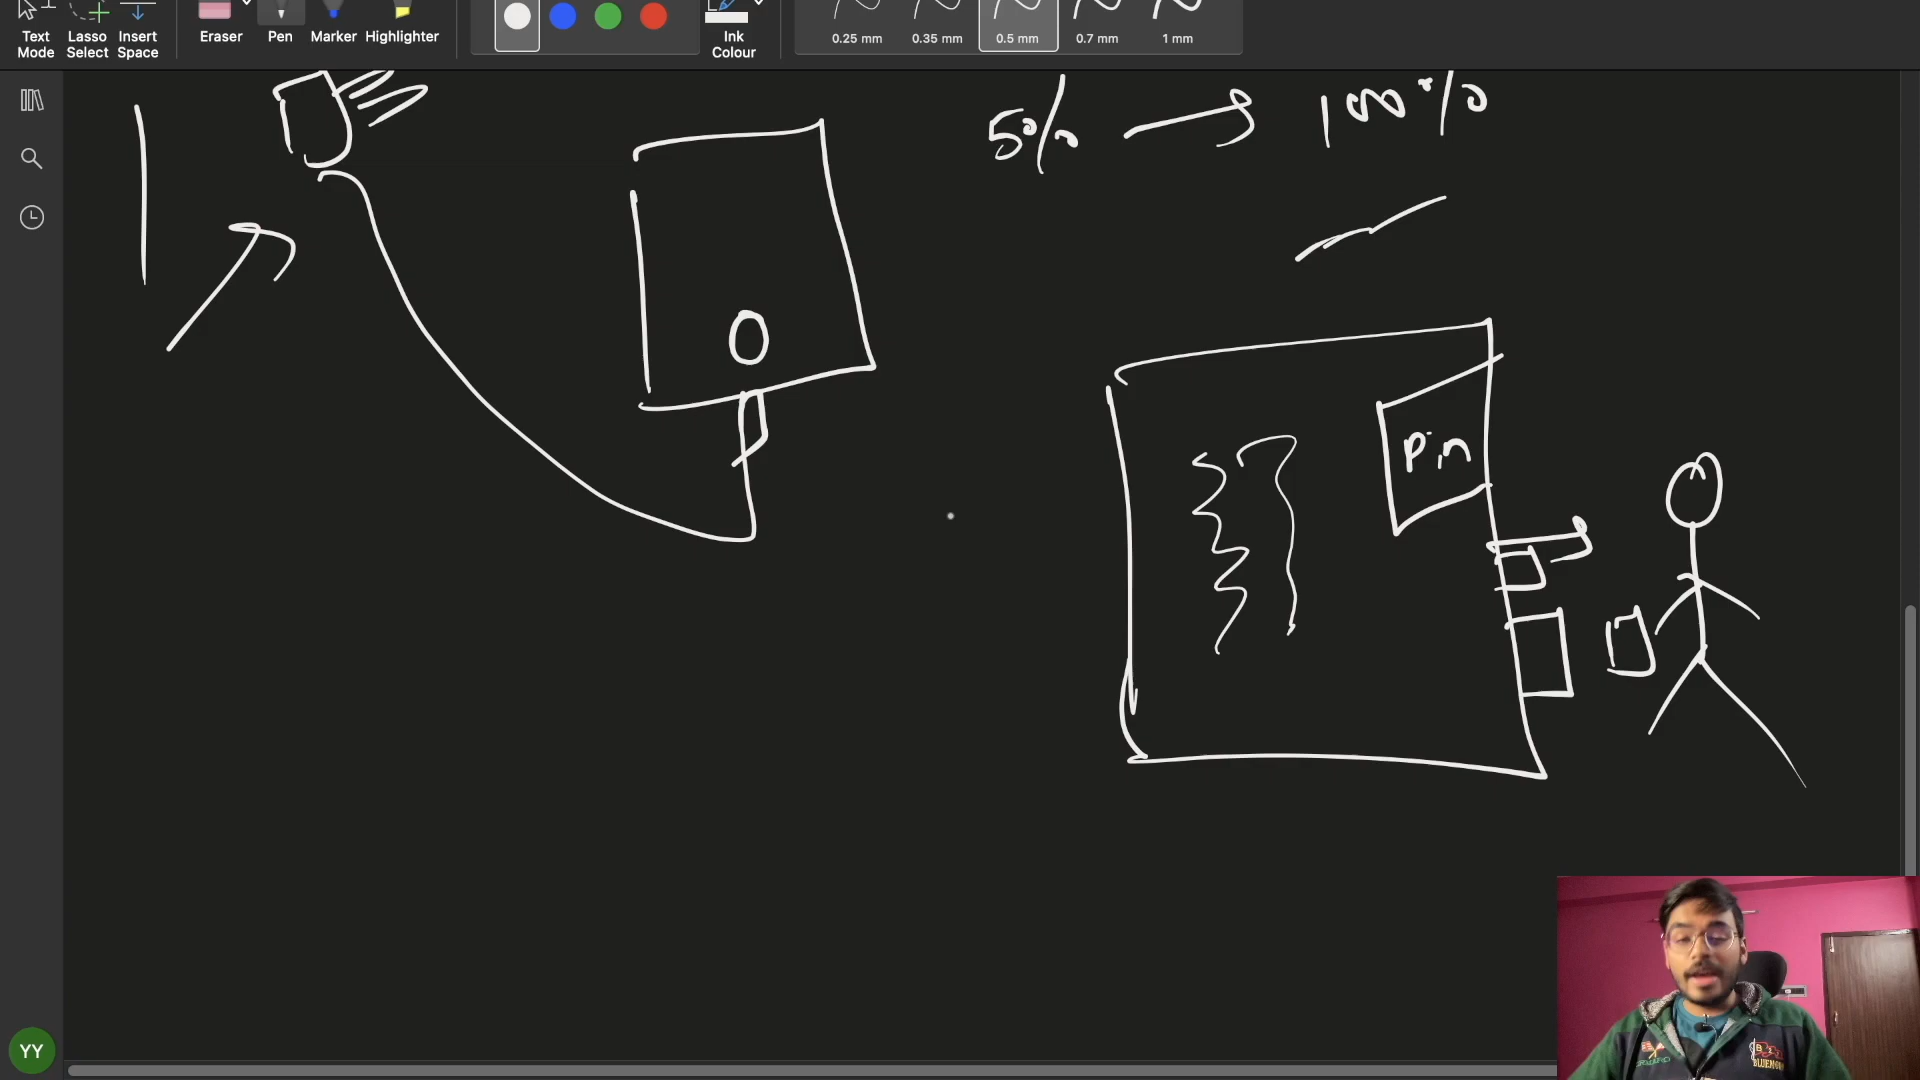 Text Mode
Lasso Select
Insert Space
Eraser
Pen
Marker
Highlighter
Ink Colour
0.25 mm
0.35 mm
0.5 mm
0.7 mm
1 mm
5% → 100%
Pin
YY